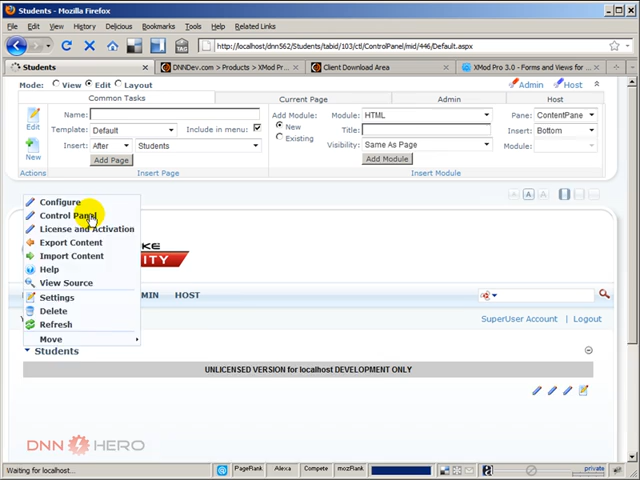 Students - Mozilla Firefox
File Edit View History Delicious Bookmarks Tools Scrapbook Related Links
TAG http://localhost/dnn562/Students/tabid/103/ctl/ControlPanel/mid/446/Default.aspx
Students DNNDev.com > Products > XMod Pr... Client Download Area XMod Pro 3.0 - Forms and Views for ...
Mode: View Edit Layout Admin Host
Common Tasks Current Page Admin Host
Edit Name: Add Module: Module: HTML Pane: ContentPane
New Template: Default Include in menu: New Title: Insert: Bottom
Insert: After Students Existing Visibility: Same As Page Module:
Add Page Add Module
Actions Insert Page Insert Module
A A A
Configure
Control Panel
License and Activation
Export Content
Import Content
Help
View Source
Settings
Delete
Refresh
Move
KE
ITY
MIN HOST
SuperUser Account | Logout
Students
UNLICENSED VERSION for localhost DEVELOPMENT ONLY
DNN HERO
Waiting for localhost... PageRank Alexa Compete mozRank private